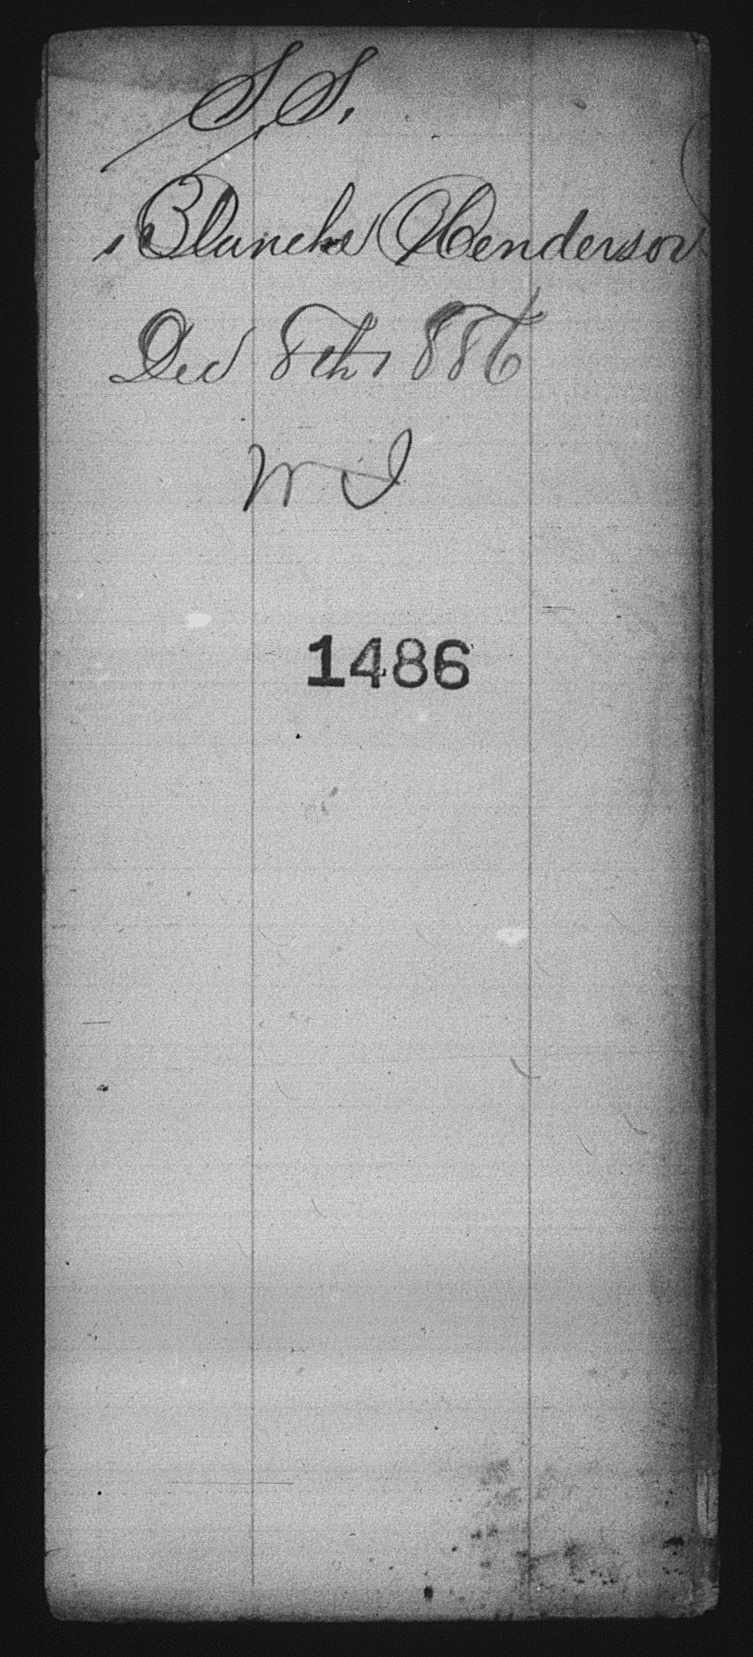 S.S.
Blanche Henderson
Dec 8th 1886
W I
1486